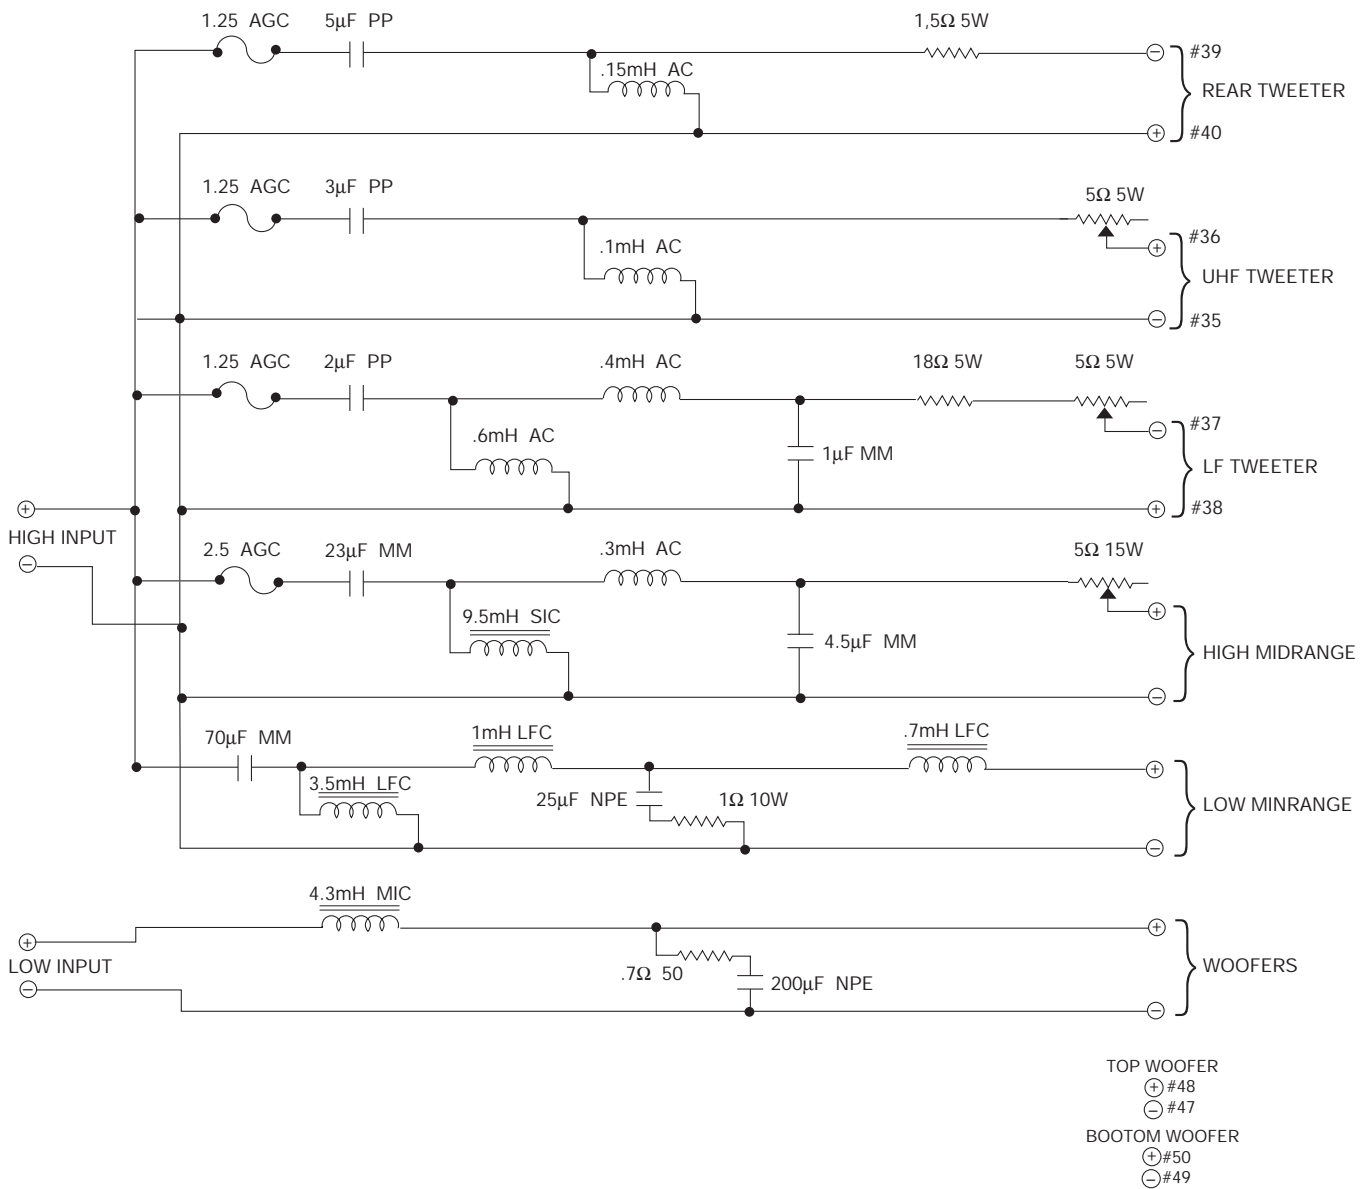 1.25 AGC 5µF PP 1,5Ω 5W
#39
.15mH AC
REAR TWEETER
#40
1.25 AGC 3µF PP 5Ω 5W
#36
.1mH AC
UHF TWEETER
#35
1.25 AGC 2µF PP .4mH AC 18Ω 5W 5Ω 5W
#37
.6mH AC
1µF MM
LF TWEETER
#38
HIGH INPUT
2.5 AGC 23µF MM .3mH AC 5Ω 15W
9.5mH SIC
4.5µF MM
HIGH MIDRANGE
70µF MM 1mH LFC .7mH LFC
3.5mH LFC
25µF NPE 1Ω 10W
LOW MINRANGE
4.3mH MIC
LOW INPUT
.7Ω 50
200µF NPE
WOOFERS
TOP WOOFER
#48
#47
BOOTOM WOOFER
#50
#49